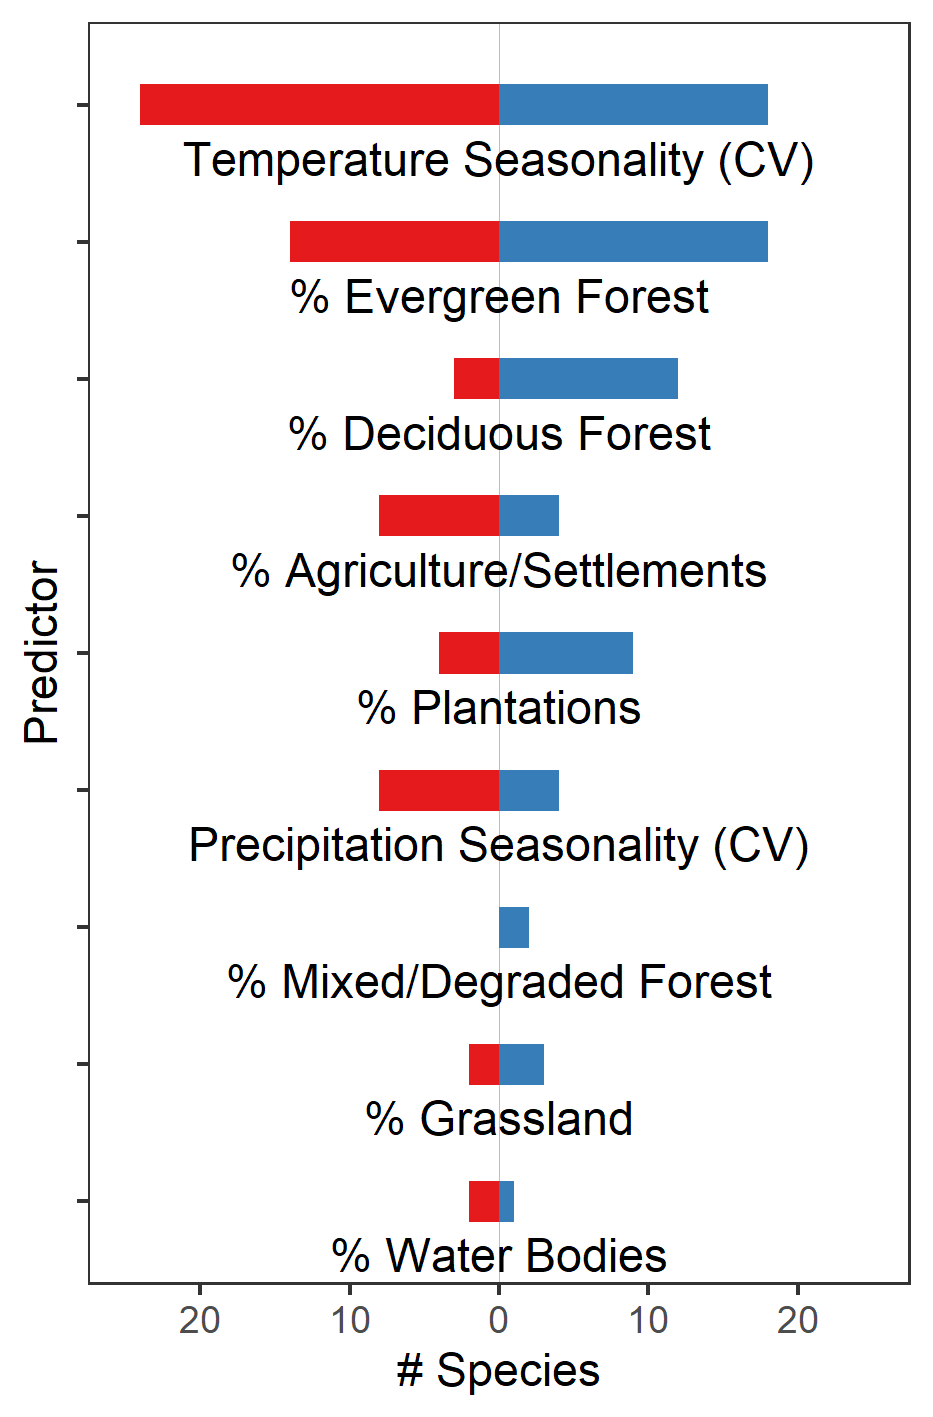 Temperature Seasonality (CV)
% Evergreen Forest
% Deciduous Forest
% Agriculture/Settlements
% Plantations
Precipitation Seasonality (CV)
% Mixed/Degraded Forest
% Grassland
% Water Bodies
Predictor
20 10 0 10 20
# Species